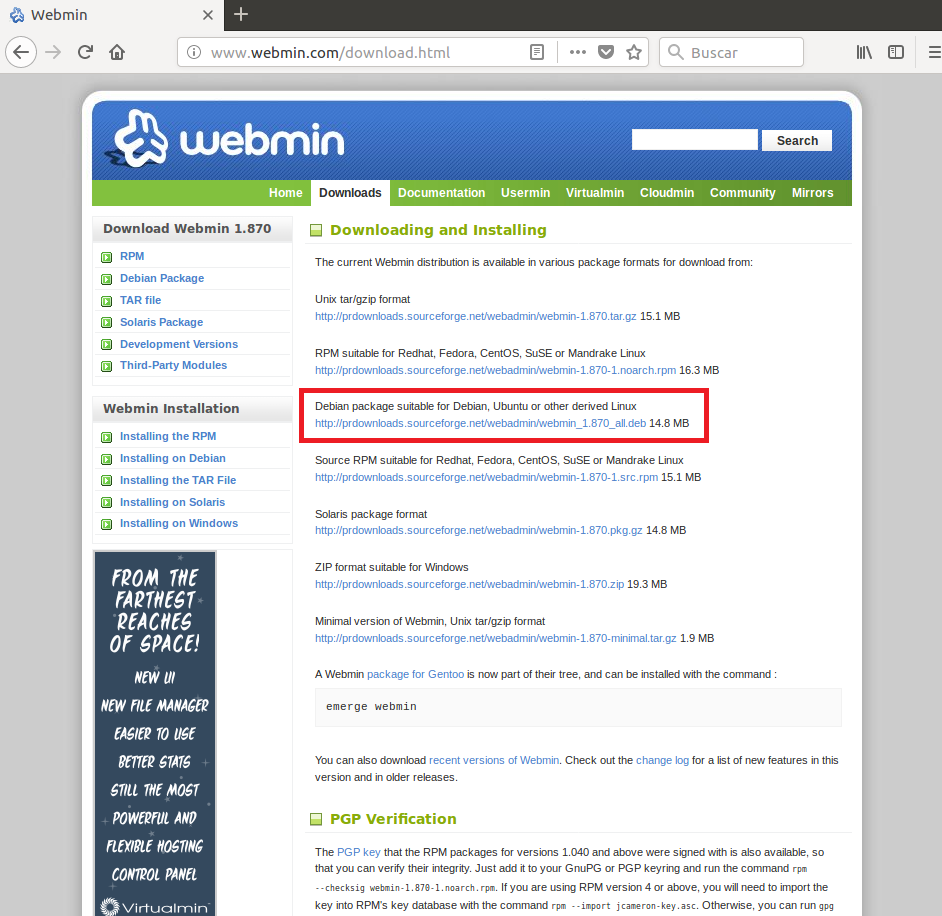 Webmin
www.webmin.com/download.html
Buscar
webmin
Search
Home Downloads Documentation Usermin Virtualmin Cloudmin Community Mirrors
Download Webmin 1.870
RPM
Debian Package
TAR file
Solaris Package
Development Versions
Third-Party Modules
Webmin Installation
Installing the RPM
Installing on Debian
Installing the TAR File
Installing on Solaris
Installing on Windows
FROM THE
FARTHEST
REACHES
OF SPACE!
NEW UI
NEW FILE MANAGER
EASIER TO USE
BETTER STATS
STILL THE MOST
POWERFUL AND
FLEXIBLE HOSTING
CONTROL PANEL
Virtualmin
Downloading and Installing
The current Webmin distribution is available in various package formats for download from:
Unix tar/gzip format
http://prdownloads.sourceforge.net/webadmin/webmin-1.870.tar.gz 15.1 MB
RPM suitable for Redhat, Fedora, CentOS, SuSE or Mandrake Linux
http://prdownloads.sourceforge.net/webadmin/webmin-1.870-1.noarch.rpm 16.3 MB
Debian package suitable for Debian, Ubuntu or other derived Linux
http://prdownloads.sourceforge.net/webadmin/webmin_1.870_all.deb 14.8 MB
Source RPM suitable for Redhat, Fedora, CentOS, SuSE or Mandrake Linux
http://prdownloads.sourceforge.net/webadmin/webmin-1.870-1.src.rpm 15.1 MB
Solaris package format
http://prdownloads.sourceforge.net/webadmin/webmin-1.870.pkg.gz 14.8 MB
ZIP format suitable for Windows
http://prdownloads.sourceforge.net/webadmin/webmin-1.870.zip 19.3 MB
Minimal version of Webmin, Unix tar/gzip format
http://prdownloads.sourceforge.net/webadmin/webmin-1.870-minimal.tar.gz 1.9 MB
A Webmin package for Gentoo is now part of their tree, and can be installed with the command :
emerge webmin
You can also download recent versions of Webmin. Check out the change log for a list of new features in this
version and in older releases.
PGP Verification
The PGP key that the RPM packages for versions 1.040 and above were signed with is also available, so
that you can verify their integrity. Just add it to your GnuPG or PGP keyring and run the command rpm
--checksig webmin-1.870-1.noarch.rpm. If you are using RPM version 4 or above, you will need to import the
key into RPM's key database with the command rpm --import jcameron-key.asc. Otherwise, you can run gpg